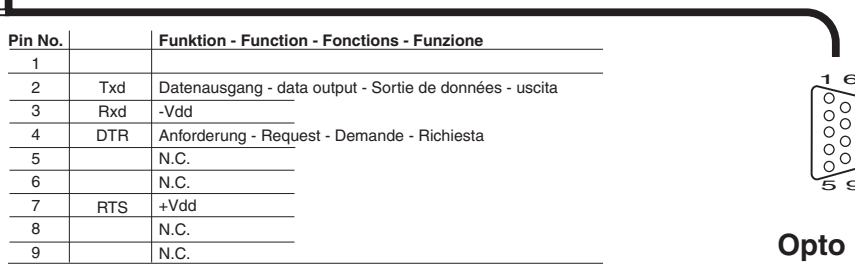 Pin No. Funktion - Function - Fonctions - Funzione
1
2 Txd Datenausgang - data output - Sortie de données - uscita
3 Rxd -Vdd
4 DTR Anforderung - Request - Demande - Richiesta
5 N.C.
6 N.C.
7 RTS +Vdd
8 N.C.
9 N.C.
1 6
5 9
Opto